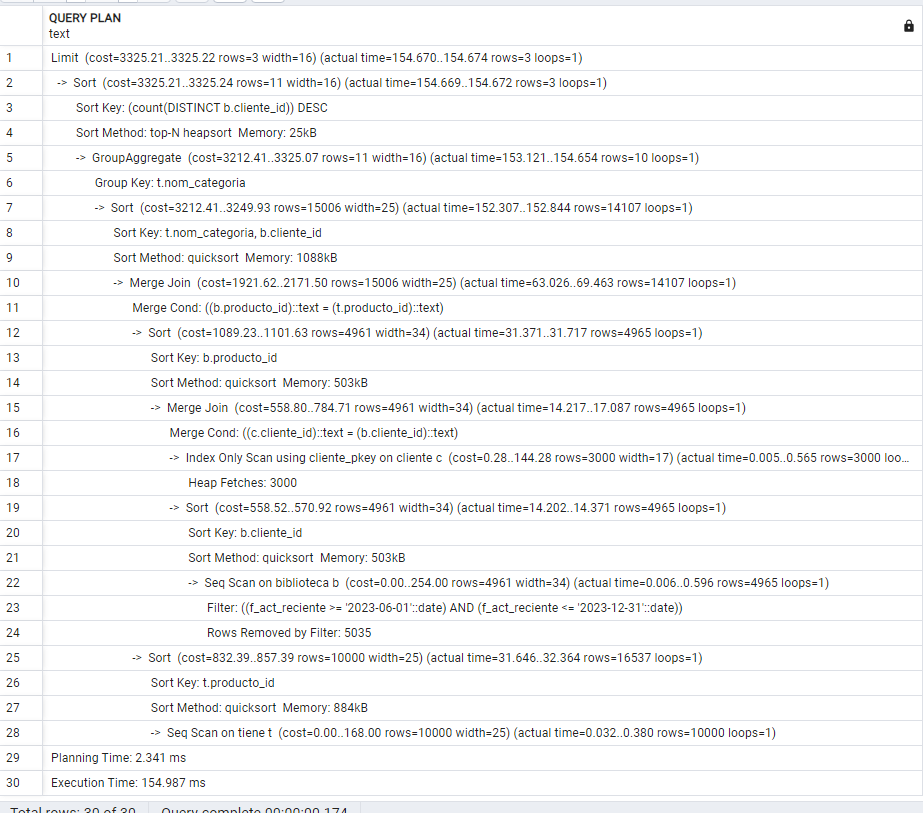 QUERY PLAN
text
1 Limit (cost=3325.21..3325.22 rows=3 width=16) (actual time=154.670..154.674 rows=3 loops=1)
2 -> Sort (cost=3325.21..3325.24 rows=11 width=16) (actual time=154.669..154.672 rows=3 loops=1)
3 Sort Key: (count(DISTINCT b.cliente_id)) DESC
4 Sort Method: top-N heapsort Memory: 25kB
5 -> GroupAggregate (cost=3212.41..3325.07 rows=11 width=16) (actual time=153.121..154.654 rows=10 loops=1)
6 Group Key: t.nom_categoria
7 -> Sort (cost=3212.41..3249.93 rows=15006 width=25) (actual time=152.307..152.844 rows=14107 loops=1)
8 Sort Key: t.nom_categoria, b.cliente_id
9 Sort Method: quicksort Memory: 1088kB
10 -> Merge Join (cost=1921.62..2171.50 rows=15006 width=25) (actual time=63.026..69.463 rows=14107 loops=1)
11 Merge Cond: ((b.producto_id)::text = (t.producto_id)::text)
12 -> Sort (cost=1089.23..1101.63 rows=4961 width=34) (actual time=31.371..31.717 rows=4965 loops=1)
13 Sort Key: b.producto_id
14 Sort Method: quicksort Memory: 503kB
15 -> Merge Join (cost=558.80..784.71 rows=4961 width=34) (actual time=14.217..17.087 rows=4965 loops=1)
16 Merge Cond: ((c.cliente_id)::text = (b.cliente_id)::text)
17 -> Index Only Scan using cliente_pkey on cliente c (cost=0.28..144.28 rows=3000 width=17) (actual time=0.005..0.565 rows=3000 loo...
18 Heap Fetches: 3000
19 -> Sort (cost=558.52..570.92 rows=4961 width=34) (actual time=14.202..14.371 rows=4965 loops=1)
20 Sort Key: b.cliente_id
21 Sort Method: quicksort Memory: 503kB
22 -> Seq Scan on biblioteca b (cost=0.00..254.00 rows=4961 width=34) (actual time=0.006..0.596 rows=4965 loops=1)
23 Filter: ((f_act_reciente >= '2023-06-01'::date) AND (f_act_reciente <= '2023-12-31'::date))
24 Rows Removed by Filter: 5035
25 -> Sort (cost=832.39..857.39 rows=10000 width=25) (actual time=31.646..32.364 rows=16537 loops=1)
26 Sort Key: t.producto_id
27 Sort Method: quicksort Memory: 884kB
28 -> Seq Scan on tiene t (cost=0.00..168.00 rows=10000 width=25) (actual time=0.032..0.380 rows=10000 loops=1)
29 Planning Time: 2.341 ms
30 Execution Time: 154.987 ms
Total rows: 30 of 30 Query complete 00:00:00.174